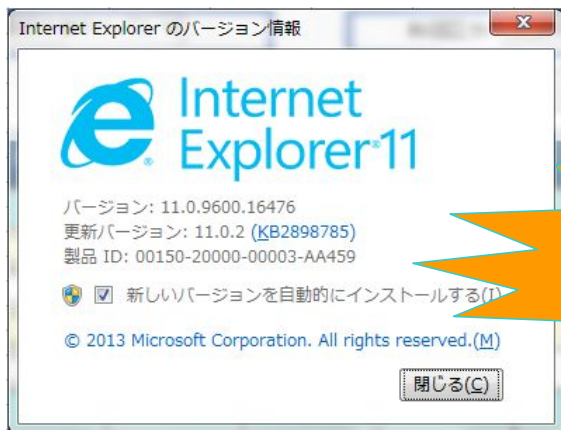 Internet Explorer のバージョン情報
Internet
Explorer®11
バージョン: 11.0.9600.16476
更新バージョン: 11.0.2 (KB2898785)
製品 ID: 00150-20000-00003-AA459
新しいバージョンを自動的にインストールする(I)
© 2013 Microsoft Corporation. All rights reserved.(M)
閉じる(C)